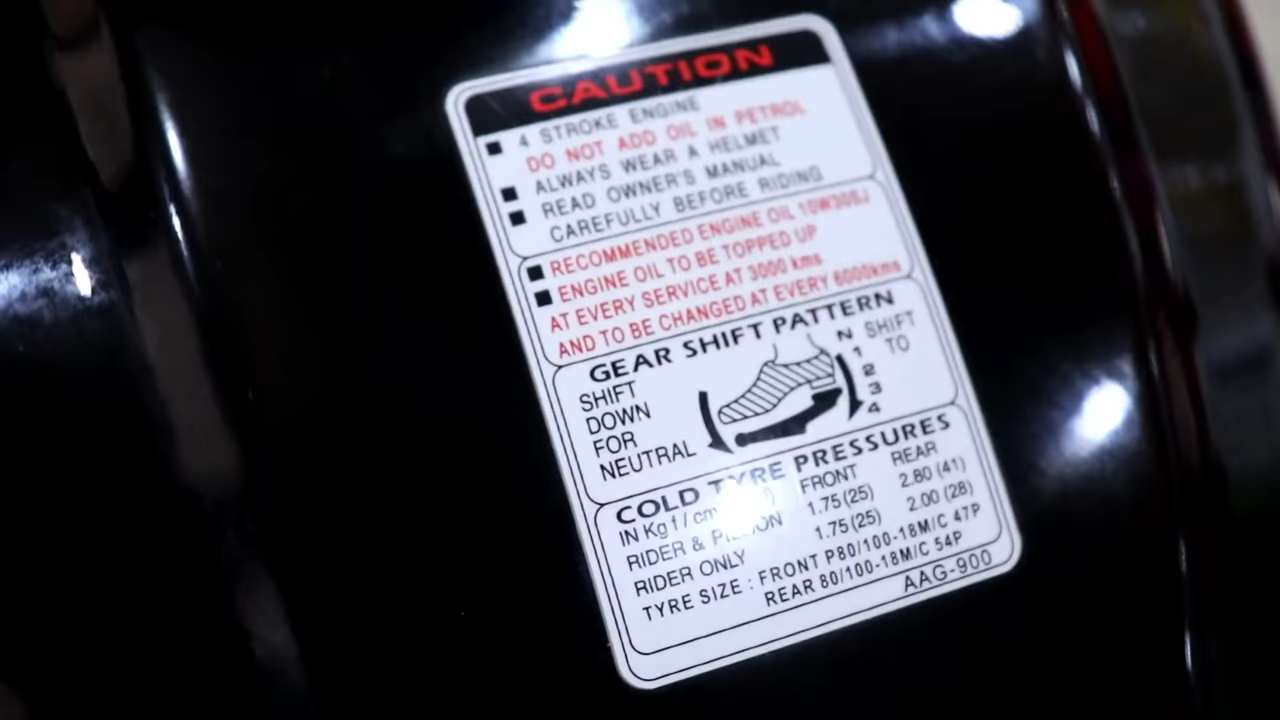 CAUTION
4 STROKE ENGINE
DO NOT ADD OIL IN PETROL
ALWAYS WEAR A HELMET
READ OWNER'S MANUAL
CAREFULLY BEFORE RIDING
RECOMMENDED ENGINE OIL 10W30SJ
ENGINE OIL TO BE TOPPED UP
AT EVERY SERVICE AT 3000 kms
AND TO BE CHANGED AT EVERY 6000kms
GEAR SHIFT PATTERN
SHIFT
DOWN
FOR
NEUTRAL
N
1
2
3
4
SHIFT
TO
COLD TYRE PRESSURES
IN Kg f / FRONT REAR
RIDER & PILLION 1.75 (25) 2.80 (41)
RIDER ONLY 1.75 (25) 2.00 (28)
TYRE SIZE : FRONT P80/100-18M/C 47P
REAR 80/100-18M/C 54P
AAG-900